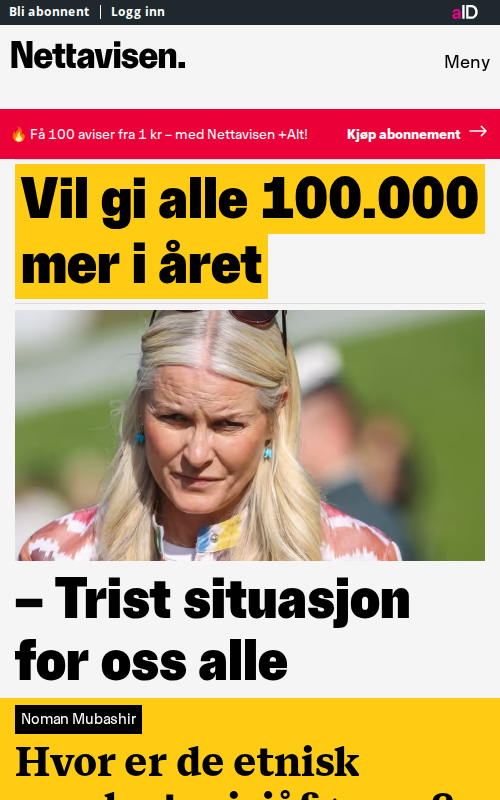 Bli abonnent | Logg inn
aID
Nettavisen.
Meny
🔥 Få 100 aviser fra 1 kr – med Nettavisen +Alt!
Kjøp abonnement →
Vil gi alle 100.000
mer i året
– Trist situasjon
for oss alle
Noman Mubashir
Hvor er de etnisk